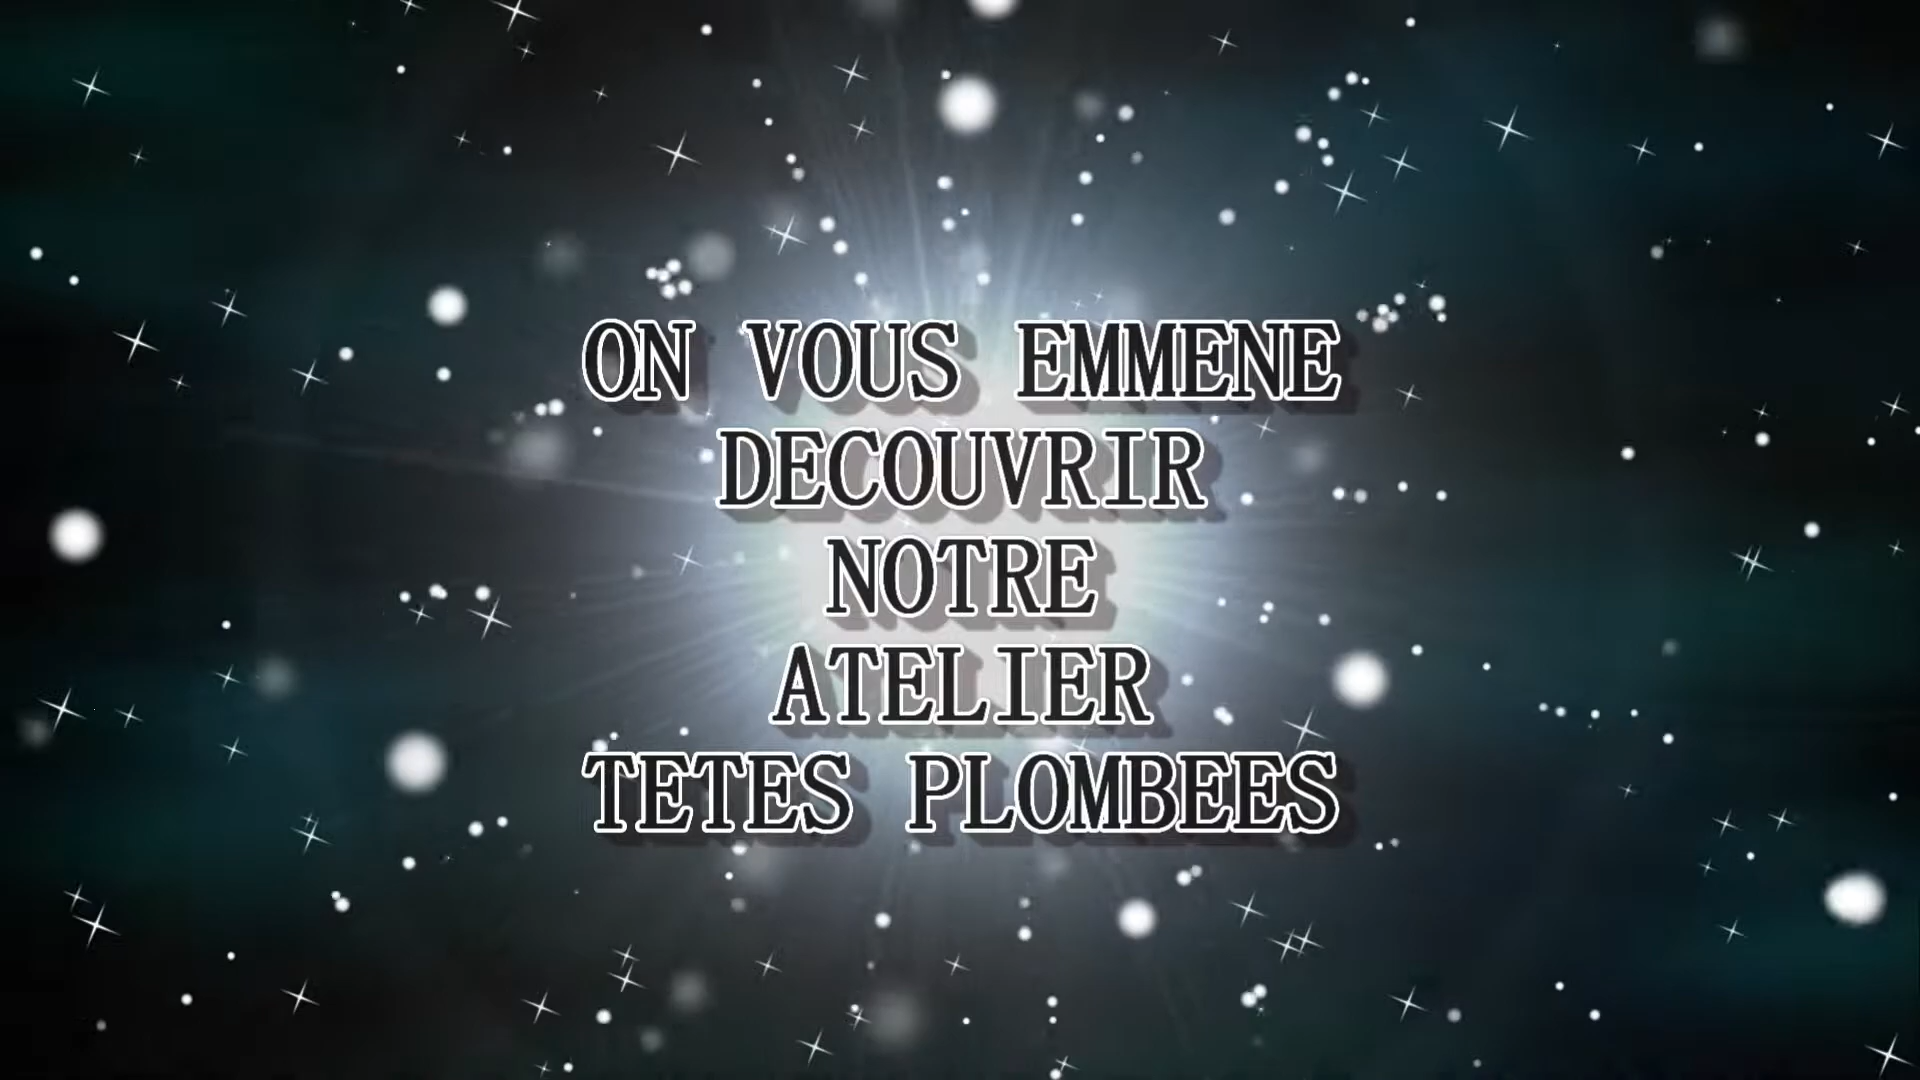 ON VOUS EMMENE
DECOUVRIR
NOTRE
ATELIER
TETES PLOMBEES